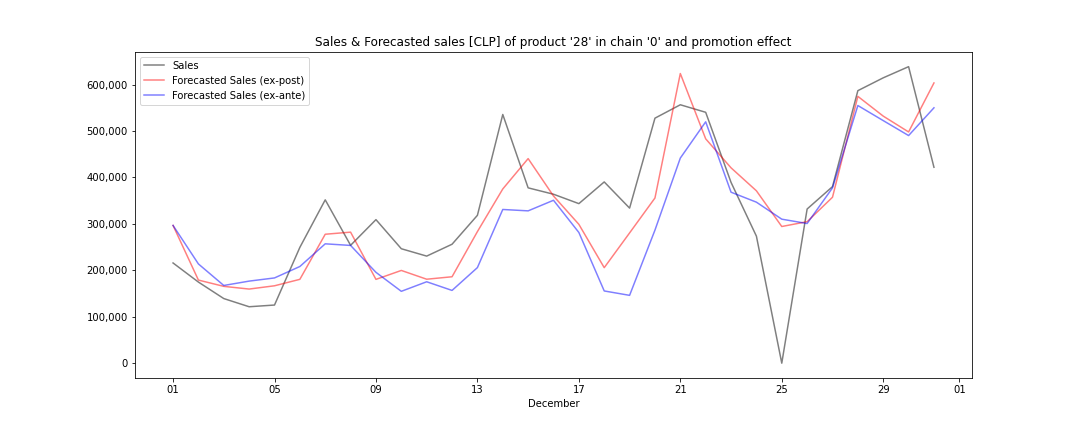 Sales & Forecasted sales [CLP] of product '28' in chain '0' and promotion effect
Sales
Forecasted Sales (ex-post)
Forecasted Sales (ex-ante)
600,000
500,000
400,000
300,000
200,000
100,000
0
01 05 09 13 17 21 25 29 01
December